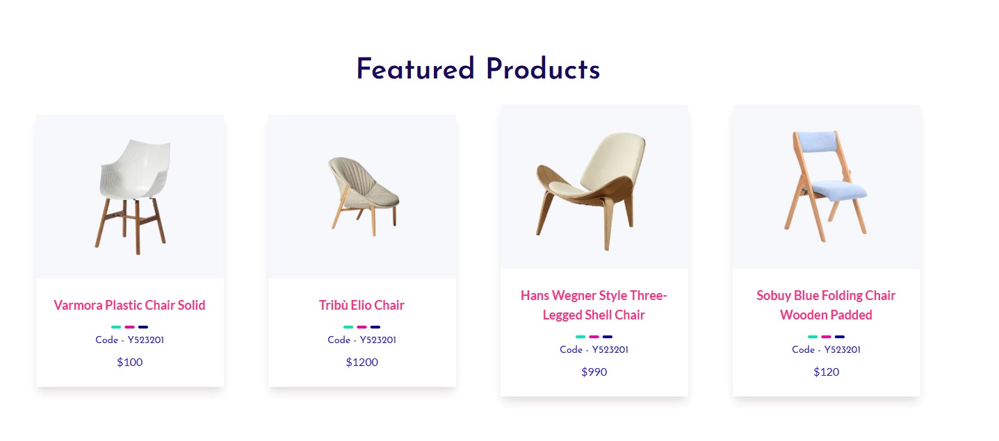 Featured Products
Varmora Plastic Chair Solid
Code - Y523201
$100
Tribù Elio Chair
Code - Y523201
$1200
Hans Wegner Style Three-
Legged Shell Chair
Code - Y523201
$990
Sobuy Blue Folding Chair
Wooden Padded
Code - Y523201
$120